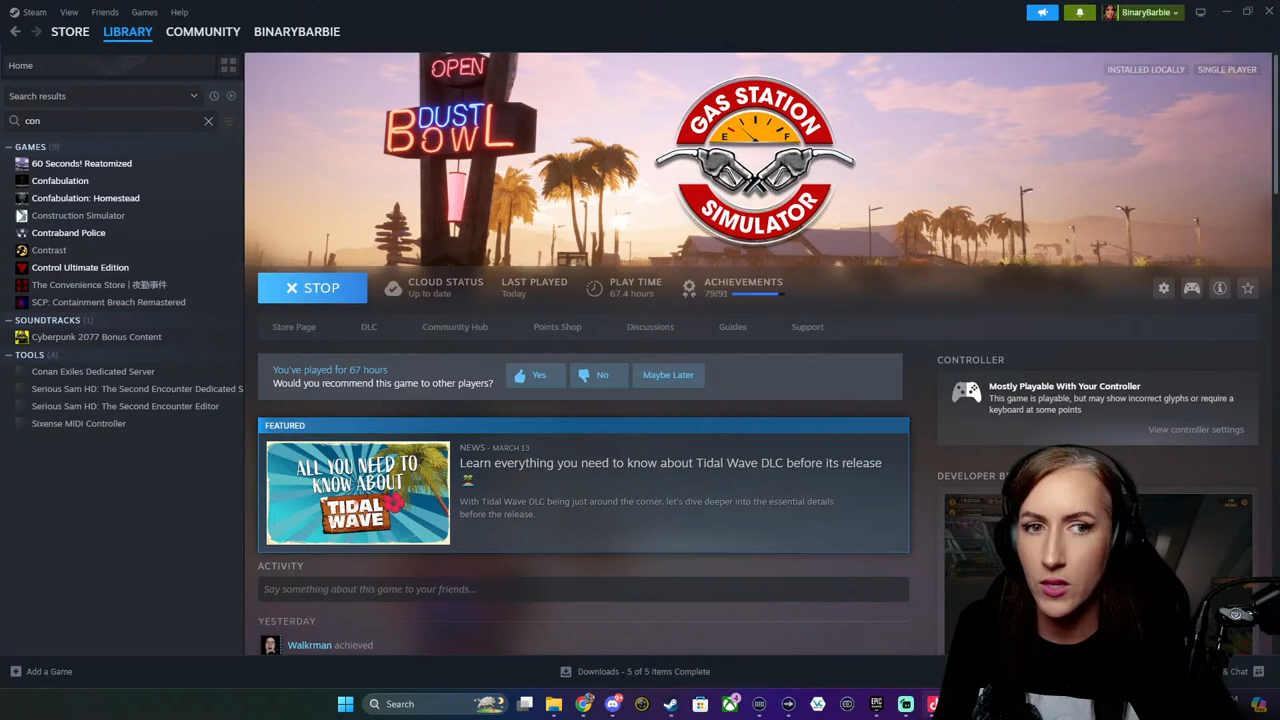 Steam View Friends Games Help
BinaryBarbie
STORE LIBRARY COMMUNITY BINARYBARBIE
Home
Search results
con
GAMES (9)
60 Seconds! Reatomized
Confabulation
Confabulation: Homestead
Construction Simulator
Contraband Police
Contrast
Control Ultimate Edition
The Convenience Store | 夜勤事件
SCP: Containment Breach Remastered
SOUNDTRACKS (1)
Cyberpunk 2077 Bonus Content
TOOLS (4)
Conan Exiles Dedicated Server
Serious Sam HD: The Second Encounter Dedicated S
Serious Sam HD: The Second Encounter Editor
Sixense MIDI Controller
OPEN
DUST
BOWL
GAS STATION
E F
SIMULATOR
INSTALLED LOCALLY SINGLE PLAYER
STOP
CLOUD STATUS
Up to date
LAST PLAYED
Today
PLAY TIME
67.4 hours
ACHIEVEMENTS
79/91
Store Page DLC Community Hub Points Shop Discussions Guides Support
You've played for 67 hours
Would you recommend this game to other players?
Yes No Maybe Later
FEATURED
ALL YOU NEED TO
KNOW ABOUT
TIDAL
WAVE
NEWS - MARCH 13
Learn everything you need to know about Tidal Wave DLC before its release
With Tidal Wave DLC being just around the corner, let's dive deeper into the essential details
before the release.
ACTIVITY
Say something about this game to your friends...
YESTERDAY
Walkrman achieved
CONTROLLER
Mostly Playable With Your Controller
This game is playable, but may show incorrect glyphs or require a
keyboard at some points
View controller settings
DEVELOPER B
Add a Game
Downloads - 5 of 5 Items Complete
& Chat
Search